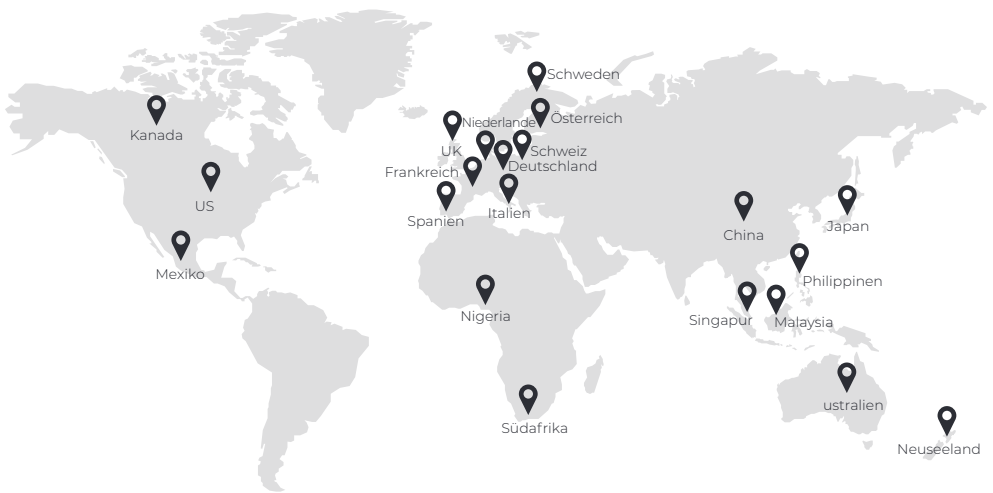 Schweden
Österreich
Niederlande
Kanada
UK
Schweiz
Deutschland
Frankreich
US
Italien
Spanien
Japan
China
Mexiko
Philippinen
Nigeria
Singapur
Malaysia
ustralien
Südafrika
Neuseeland